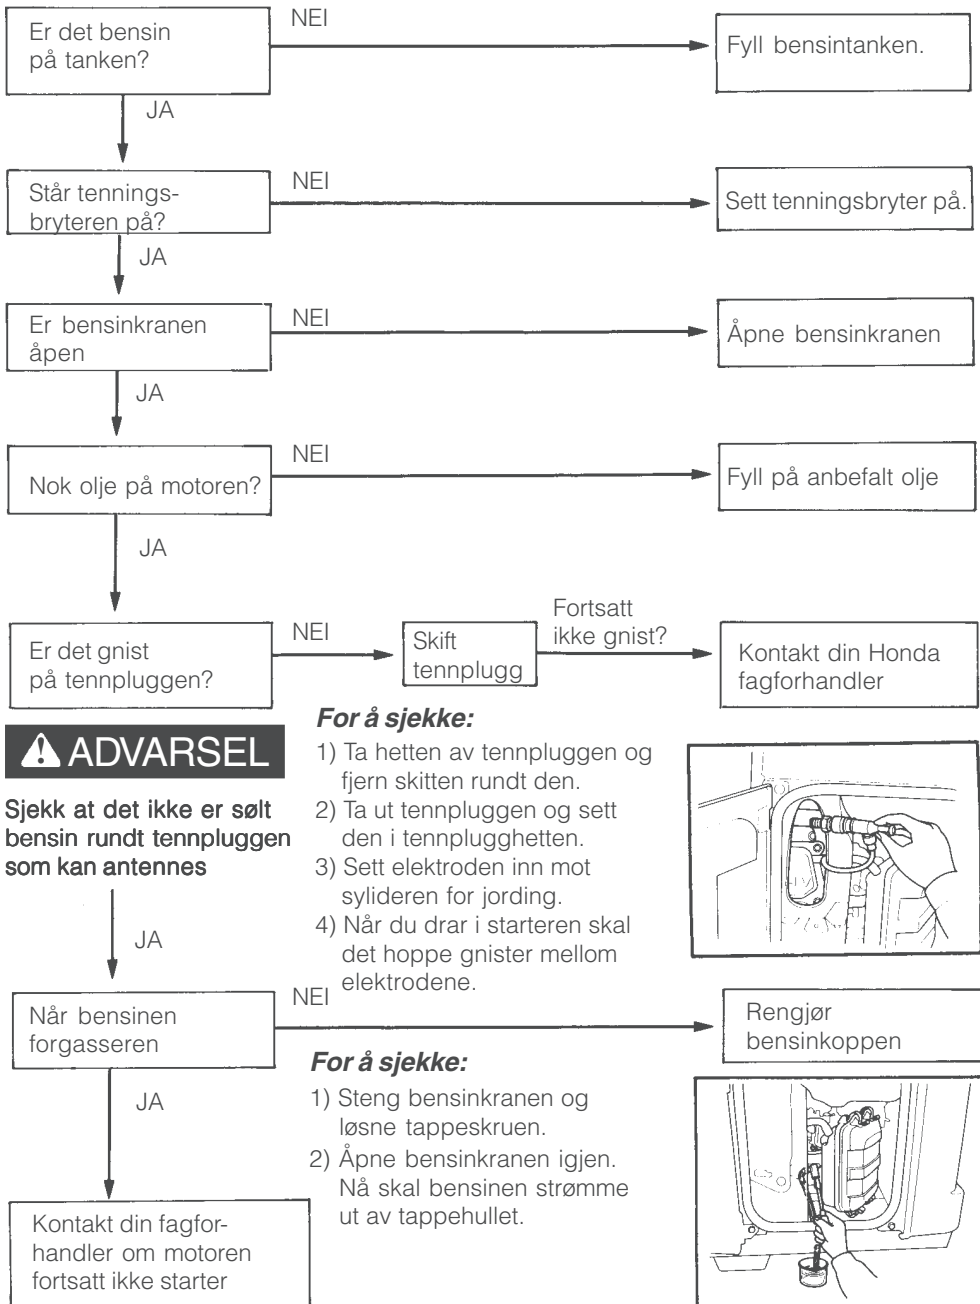 Er det bensin
på tanken?
NEI
Fyll bensintanken.
JA
Står tennings-
bryteren på?
NEI
Sett tenningsbryter på.
JA
Er bensinkranen
åpen
NEI
Åpne bensinkranen
JA
Nok olje på motoren?
NEI
Fyll på anbefalt olje
JA
Er det gnist
på tennpluggen?
NEI
Skift
tennplugg
Fortsatt
ikke gnist?
Kontakt din Honda
fagforhandler
ADVARSEL
Sjekk at det ikke er sølt
bensin rundt tennpluggen
som kan antennes
For å sjekke:
1) Ta hetten av tennpluggen og
fjern skitten rundt den.
2) Ta ut tennpluggen og sett
den i tennplugghetten.
3) Sett elektroden inn mot
sylideren for jording.
4) Når du drar i starteren skal
det hoppe gnister mellom
elektrodene.
JA
Når bensinen
forgasseren
NEI
Rengjør
bensinkoppen
JA
For å sjekke:
1) Steng bensinkranen og
løsne tappeskruen.
2) Åpne bensinkranen igjen.
Nå skal bensinen strømme
ut av tappehullet.
Kontakt din fagfor-
handler om motoren
fortsatt ikke starter